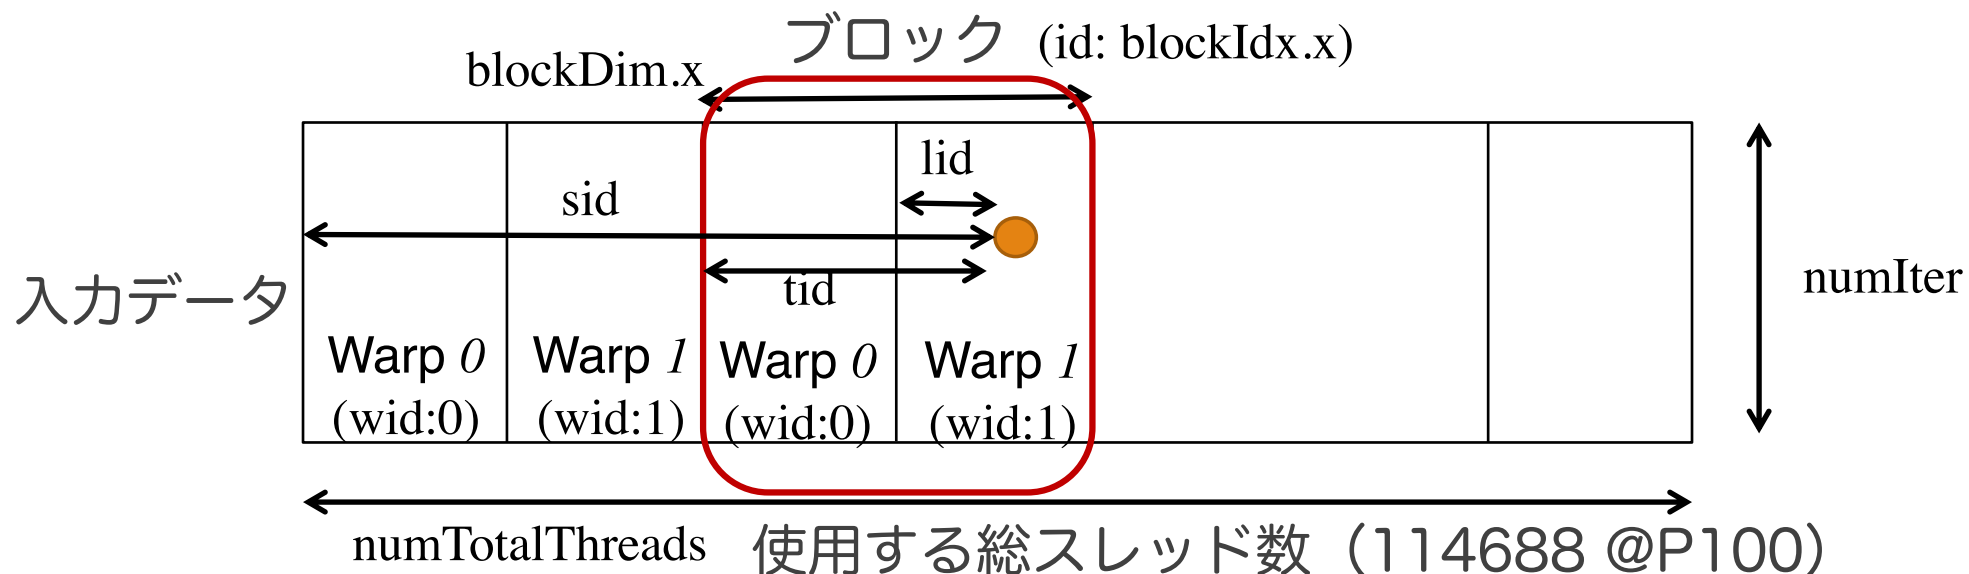 ブロック (id: blockIdx.x)
blockDim.x
lid
sid
tid
入力データ
numIter
Warp 0 Warp 1 Warp 0 Warp 1
(wid:0) (wid:1) (wid:0) (wid:1)
numTotalThreads 使用する総スレッド数（114688 @P100）